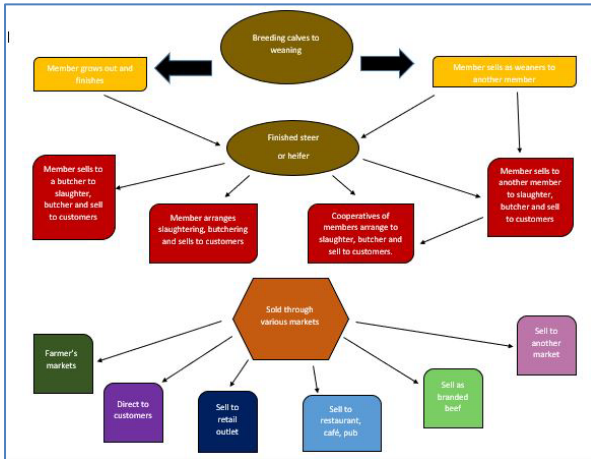 Breeding calves to
weaning
Member grows out and
finishes
Member sells as weaners to
another member
Finished steer
or heifer
Member sells to
a butcher to
slaughter,
butcher and sell
to customers
Member arranges
slaughtering, butchering
and sells to customers
Cooperatives of
members arrange to
slaughter, butcher and
sell to customers.
Member sells to
another member
to slaughter,
butcher and sell
to customers
Sold through
various markets
Farmer's
markets
Direct to
customers
Sell to
retail
outlet
Sell to
restaurant,
café, pub
Sell as
branded
beef
Sell to
another
market